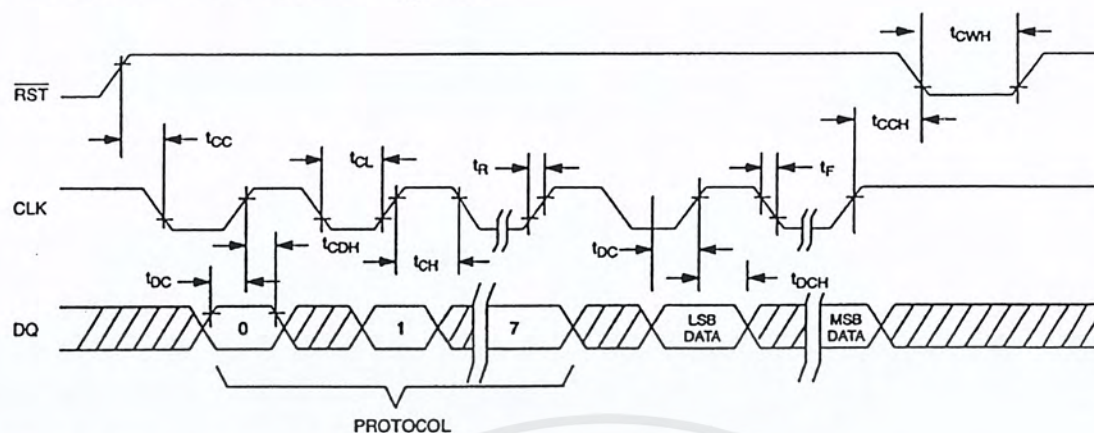 tCWH
RST
tCCH
tCC
tCL
tR
tF
CLK
tCDH
tCH
tDC
tDC
tDCH
DQ
0
1
7
LSB
DATA
MSB
DATA
PROTOCOL